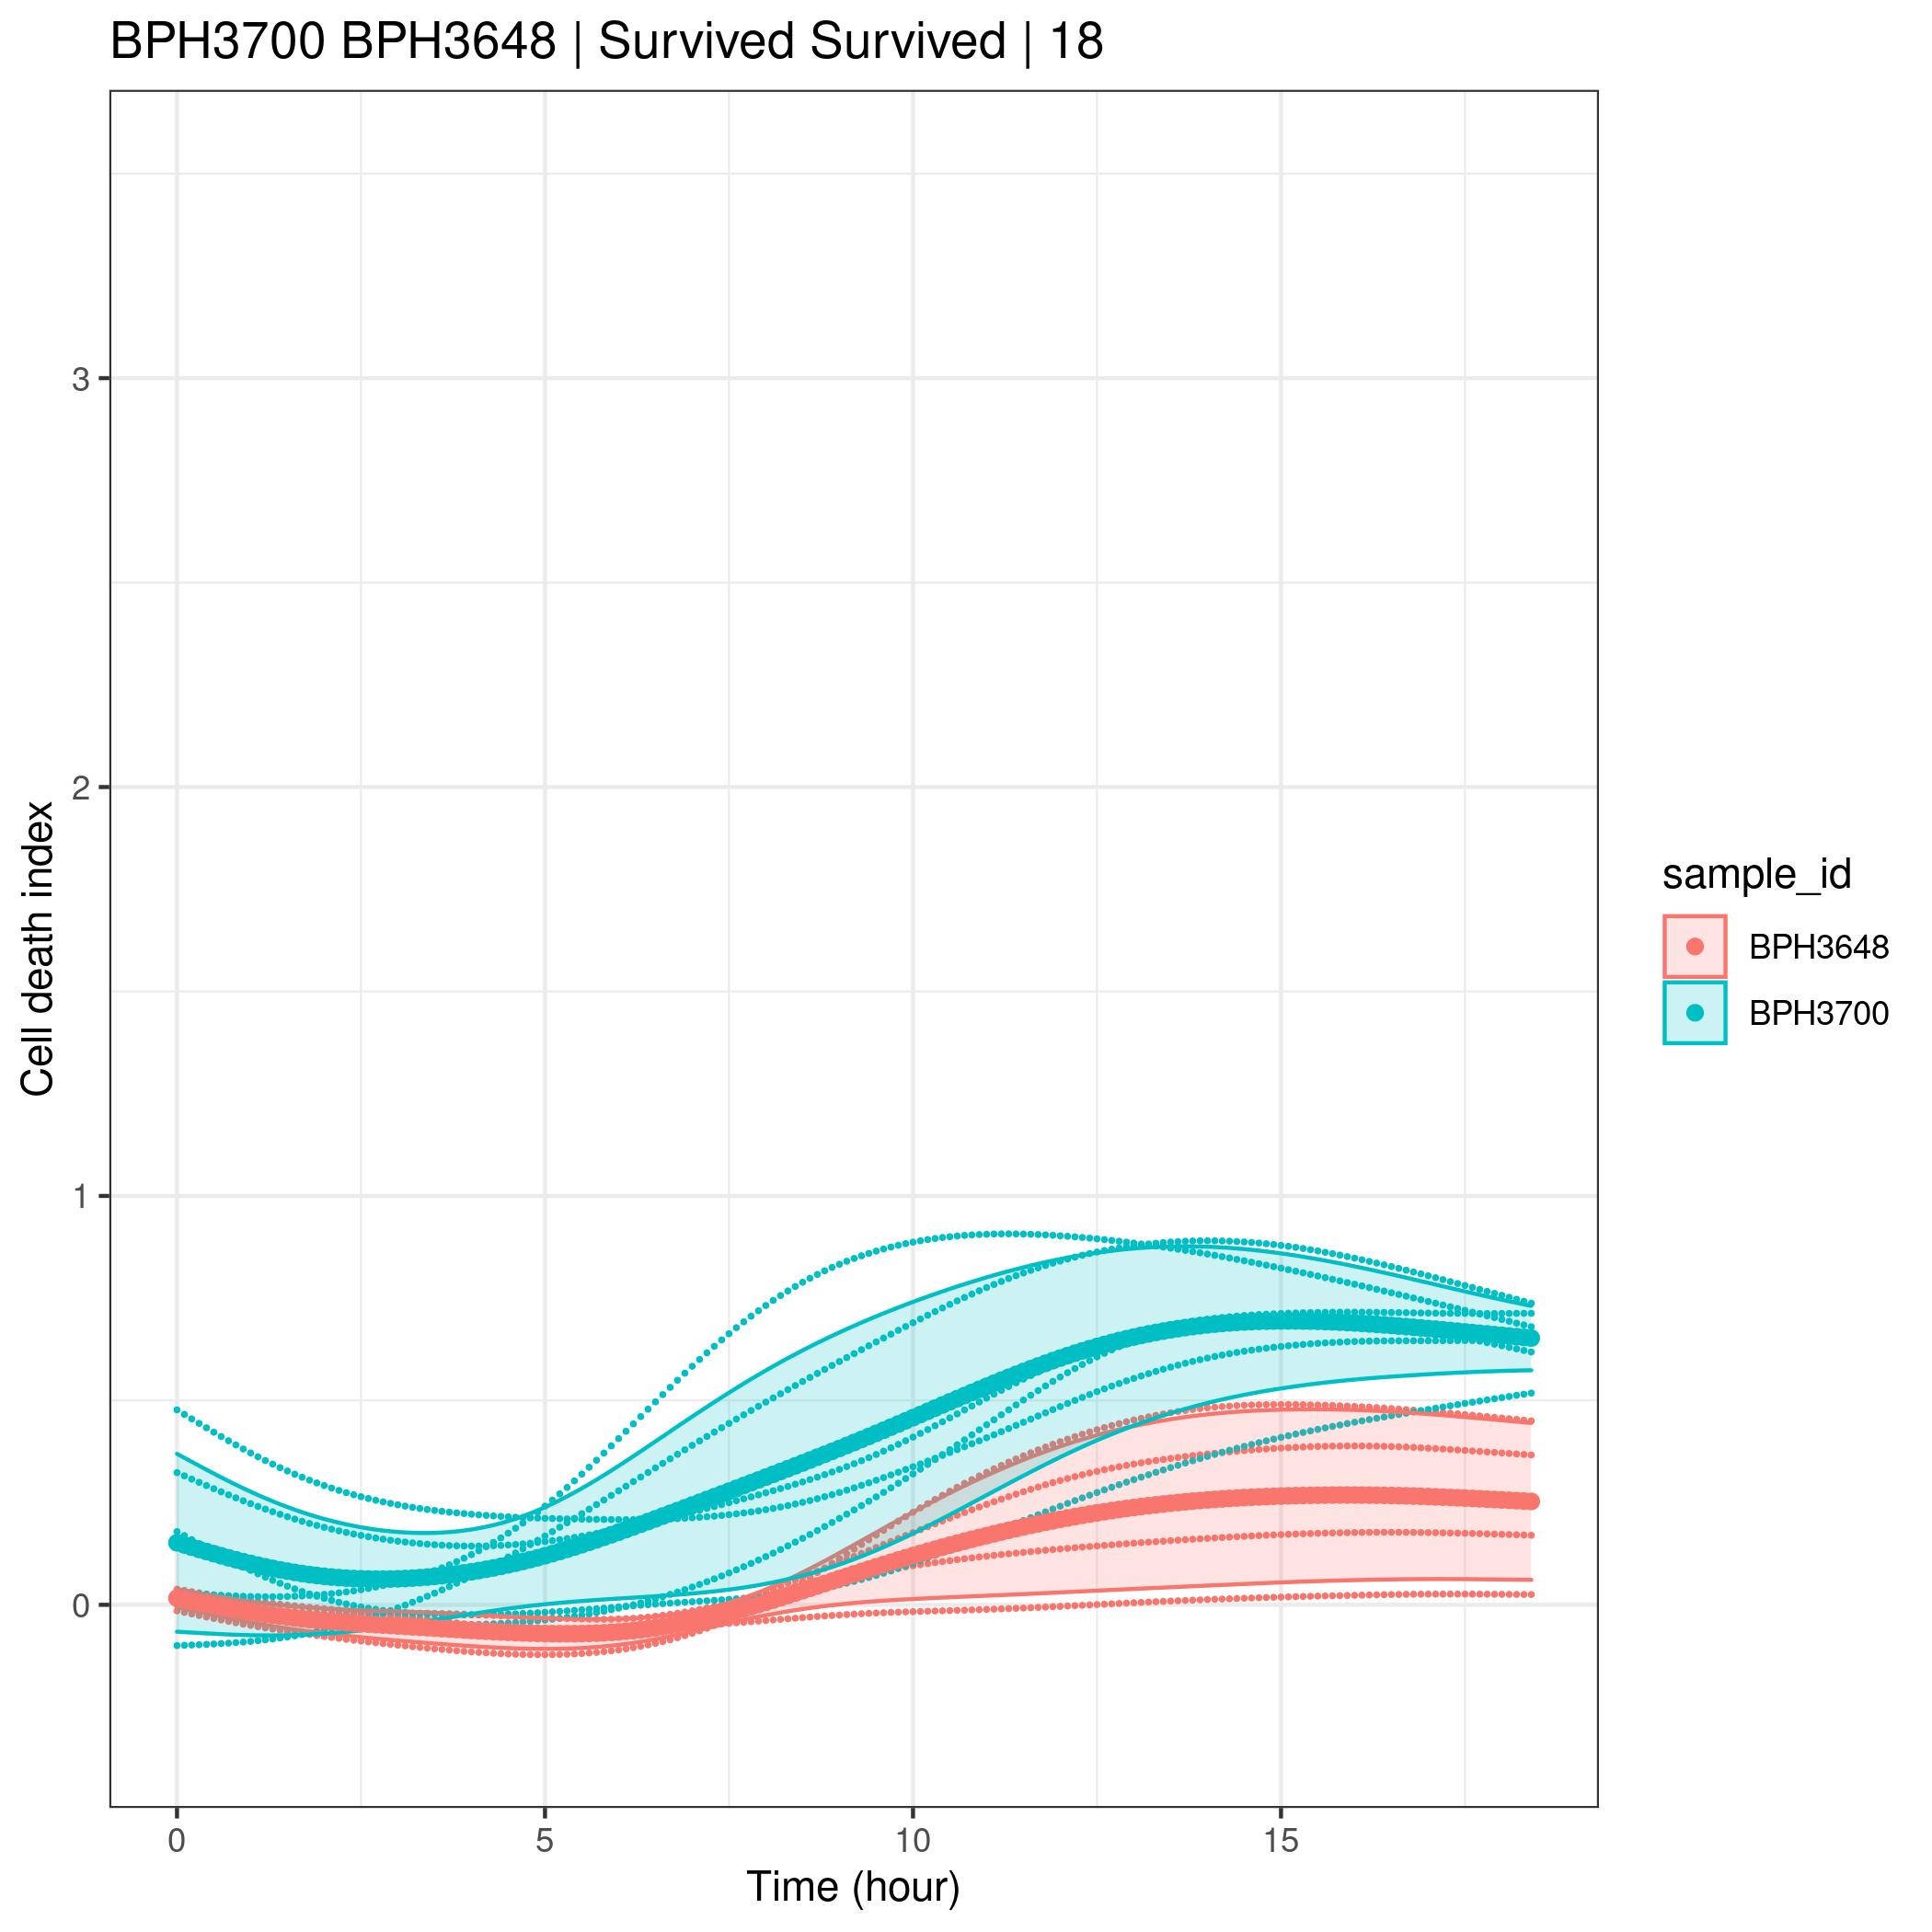 BPH3700 BPH3648 | Survived Survived | 18
Cell death index
3
2
1
0
0 5 10 15
Time (hour)
sample_id
BPH3648
BPH3700